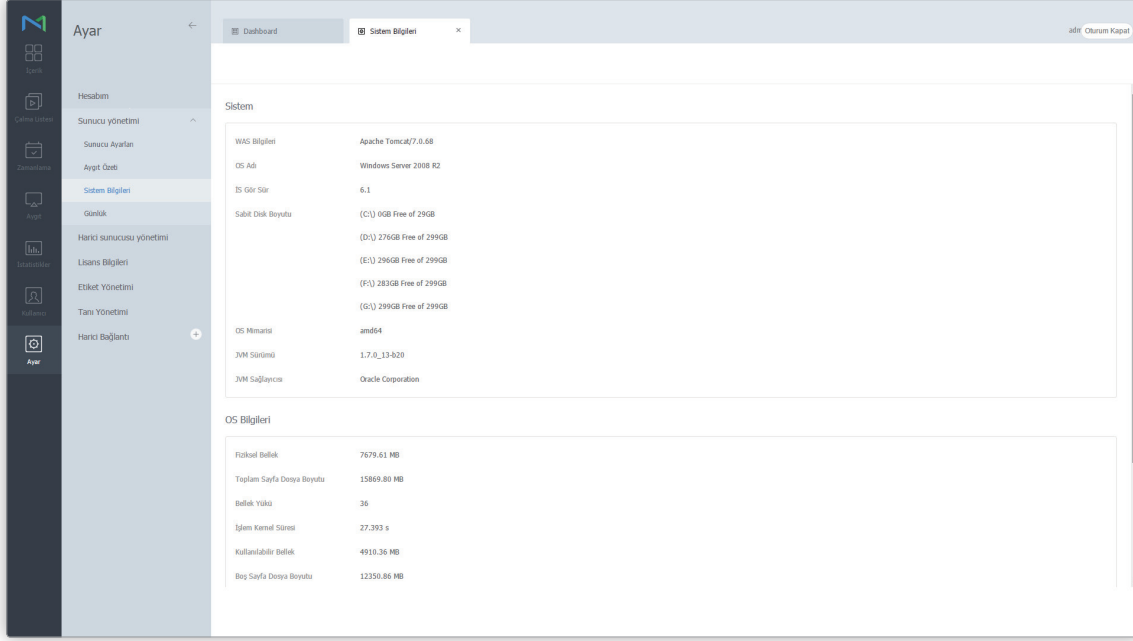 Ayar
←
Dashboard
Sistem Bilgileri
×
adm
Oturum Kapat
İçerik
Çalma Listesi
Zamanlama
Aygıt
İstatistikler
Kullanıcı
Ayar
Hesabım
Sunucu yönetimi
Sunucu Ayarları
Aygıt Özeti
Sistem Bilgileri
Günlük
Harici sunucusu yönetimi
Lisans Bilgileri
Etiket Yönetimi
Tanı Yönetimi
Harici Bağlantı
Sistem
WAS Bilgileri Apache Tomcat/7.0.68
OS Adı Windows Server 2008 R2
İS Gör Sür 6.1
Sabit Disk Boyutu (C:\) 0GB Free of 29GB
(D:\) 276GB Free of 299GB
(E:\) 296GB Free of 299GB
(F:\) 283GB Free of 299GB
(G:\) 299GB Free of 299GB
OS Mimarisi amd64
JVM Sürümü 1.7.0_13-b20
JVM Sağlayıcısı Oracle Corporation
OS Bilgileri
Fiziksel Bellek 7679.61 MB
Toplam Sayfa Dosya Boyutu 15869.80 MB
Bellek Yükü 36
İşlem Kernel Süresi 27.393 s
Kullanılabilir Bellek 4910.36 MB
Boş Sayfa Dosya Boyutu 12350.86 MB